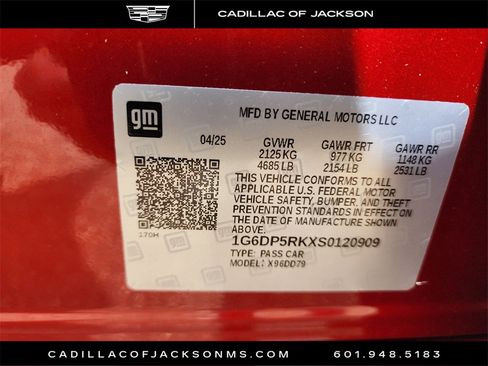 CADILLAC OF JACKSON
gm
MFD BY GENERAL MOTORS LLC
04/25 GVWR GAWR FRT GAWR RR
2125 KG 977 KG 1148 KG
4685 LB 2154 LB 2531 LB
THIS VEHICLE CONFORMS TO ALL
APPLICABLE U.S. FEDERAL MOTOR
VEHICLE SAFETY, BUMPER, AND THEFT
PREVENTION STANDARDS IN EFFECT ON
THE DATE OF MANUFACTURE SHOWN
ABOVE.
170H
1G6DP5RKXS0120909
TYPE: PASS CAR
MODEL: X96DD79
CADILLACOFJACKSONMS.COM 601.948.5183